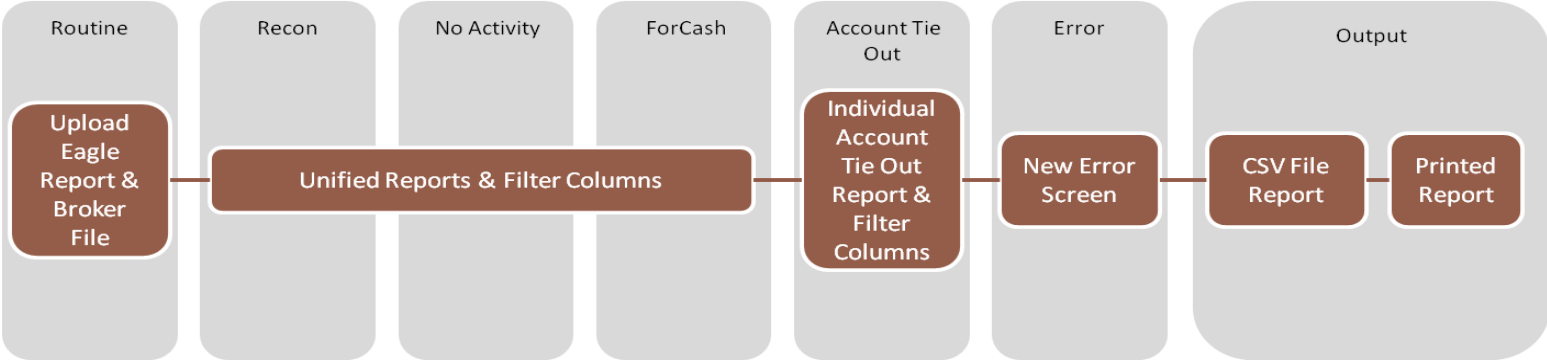 Routine
Recon
No Activity
ForCash
Account Tie
Out
Error
Output
Upload
Eagle
Report &
Broker
File
Unified Reports & Filter Columns
Individual
Account
Tie Out
Report &
Filter
Columns
New Error
Screen
CSV File
Report
Printed
Report